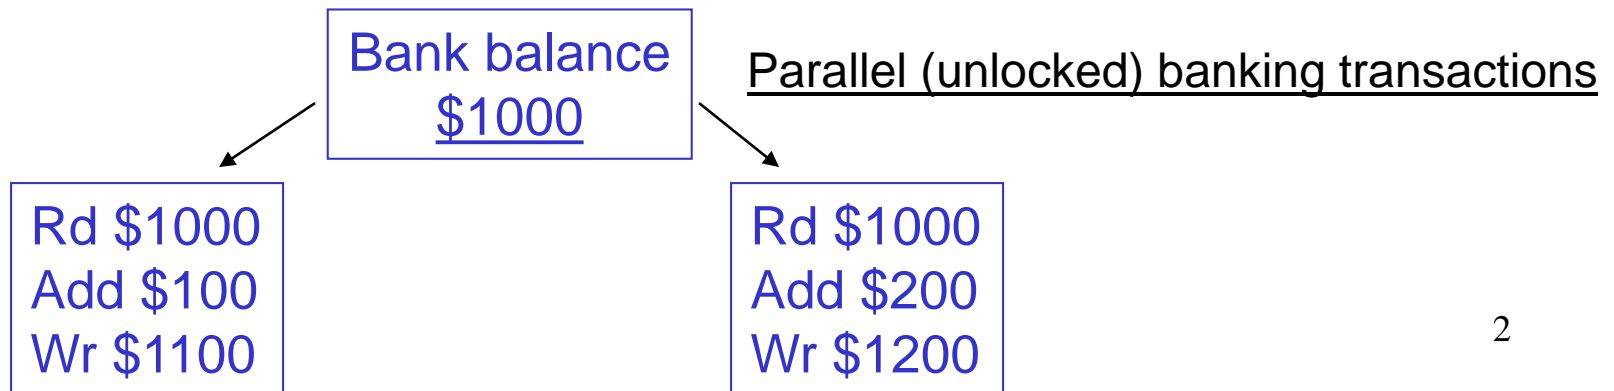 Bank balance
$1000
Parallel (unlocked) banking transactions
Rd $1000
Add $100
Wr $1100
Rd $1000
Add $200
Wr $1200
2